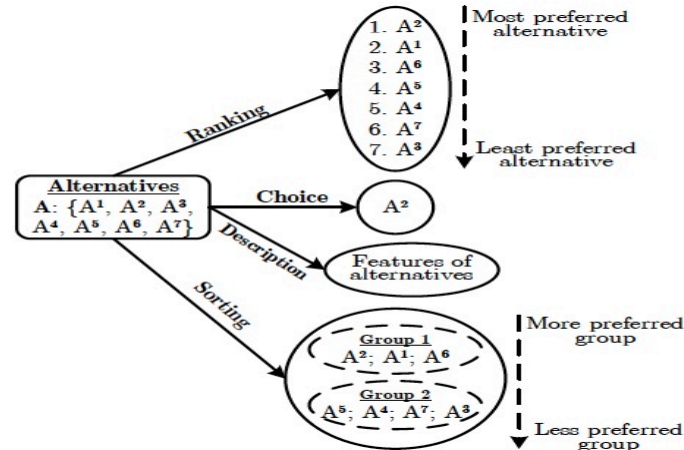 1. A²
2. A¹
3. A⁶
4. A⁵
5. A⁴
6. A⁷
7. A³
Most preferred
alternative
Least preferred
alternative
Ranking
Alternatives
A: {A¹, A², A³,
A⁴, A⁵, A⁶, A⁷}
Choice
A²
Description
Features of
alternatives
Sorting
Group 1
A²; A¹; A⁶
Group 2
A⁵; A⁴; A⁷; A³
More preferred
group
Less preferred
group